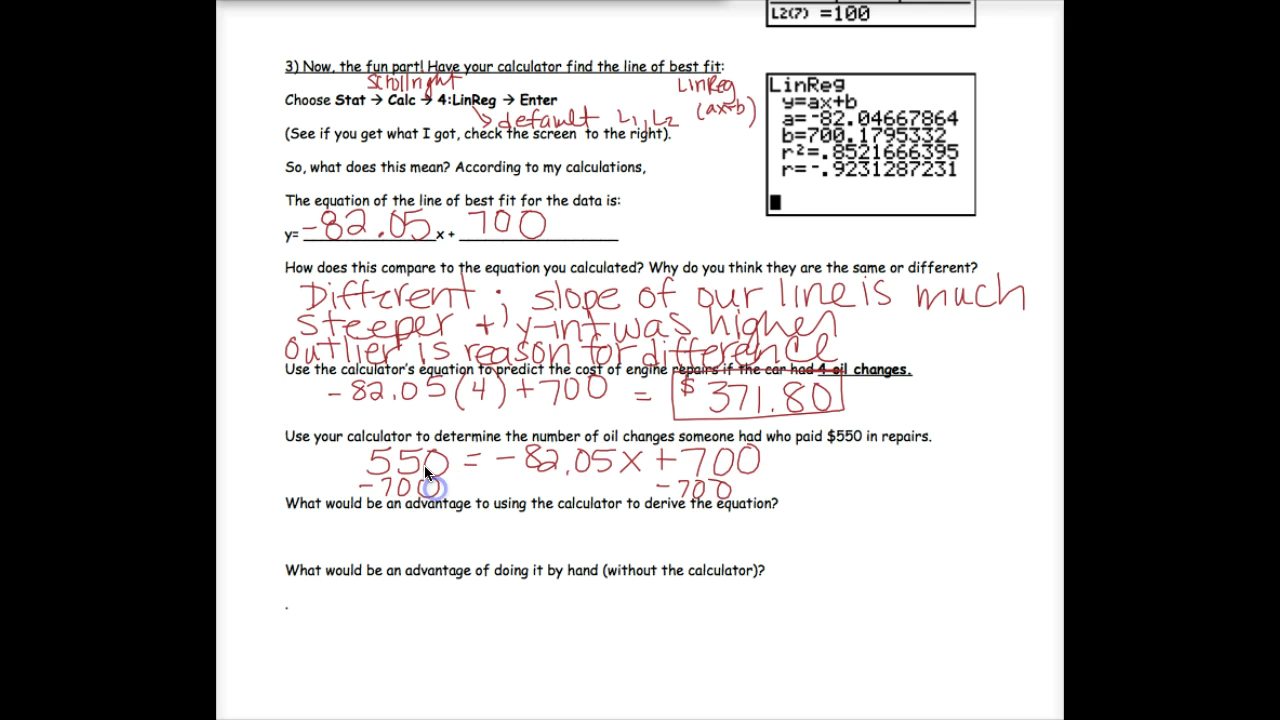 L2(7) =100
3) Now, the fun part! Have your calculator find the line of best fit:
scroll right
LinReg
(ax+b)
Choose Stat → Calc → 4:LinReg → Enter
default L1, L2
(See if you get what I got, check the screen to the right).
LinReg
y=ax+b
a=-82.04667864
b=700.1795332
r²=.8521666395
r=-.9231287231
So, what does this mean? According to my calculations,
The equation of the line of best fit for the data is:
y= -82.05 x + 700
How does this compare to the equation you calculated? Why do you think they are the same or different?
Different; slope of our line is much
steeper + y-int was higher
outlier is reason for difference
Use the calculator's equation to predict the cost of engine repairs if the car had 4 oil changes.
-82.05(4) + 700 = $371.80
Use your calculator to determine the number of oil changes someone had who paid $550 in repairs.
550 = -82.05x + 700
-700 -700
What would be an advantage to using the calculator to derive the equation?
What would be an advantage of doing it by hand (without the calculator)?
.